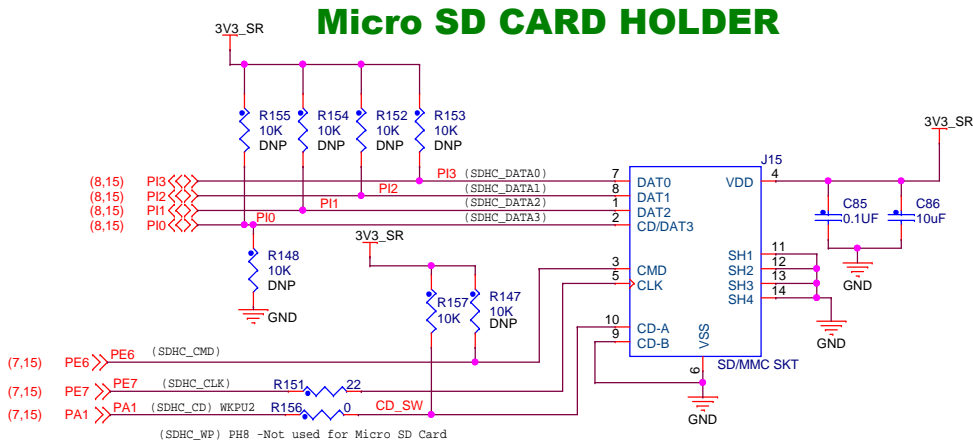 Micro SD CARD HOLDER
3V3_SR
R155 R154 R152 R153
10K 10K 10K 10K
DNP DNP DNP DNP
3V3_SR
J15
(8,15) PI3 PI3 (SDHC_DATA0) 7 DAT0 VDD 4
(8,15) PI2 PI2 (SDHC_DATA1) 8 DAT1
(8,15) PI1 PI1 (SDHC_DATA2) 1 DAT2
(8,15) PI0 PI0 (SDHC_DATA3) 2 CD/DAT3
C85 C86
0.1UF 10uF
GND
3V3_SR
R148
10K
DNP
GND
SH1 11
SH2 12
SH3 13
SH4 14
GND
3 CMD
5 CLK
R157 R147
10K 10K
DNP
10 CD-A
9 CD-B
VSS
6
SD/MMC SKT
GND
(7,15) PE6 PE6 (SDHC_CMD)
(7,15) PE7 PE7 (SDHC_CLK) R151 22
(7,15) PA1 PA1 (SDHC_CD) WKPU2 R156 0 CD_SW
(SDHC_WP) PH8 -Not used for Micro SD Card